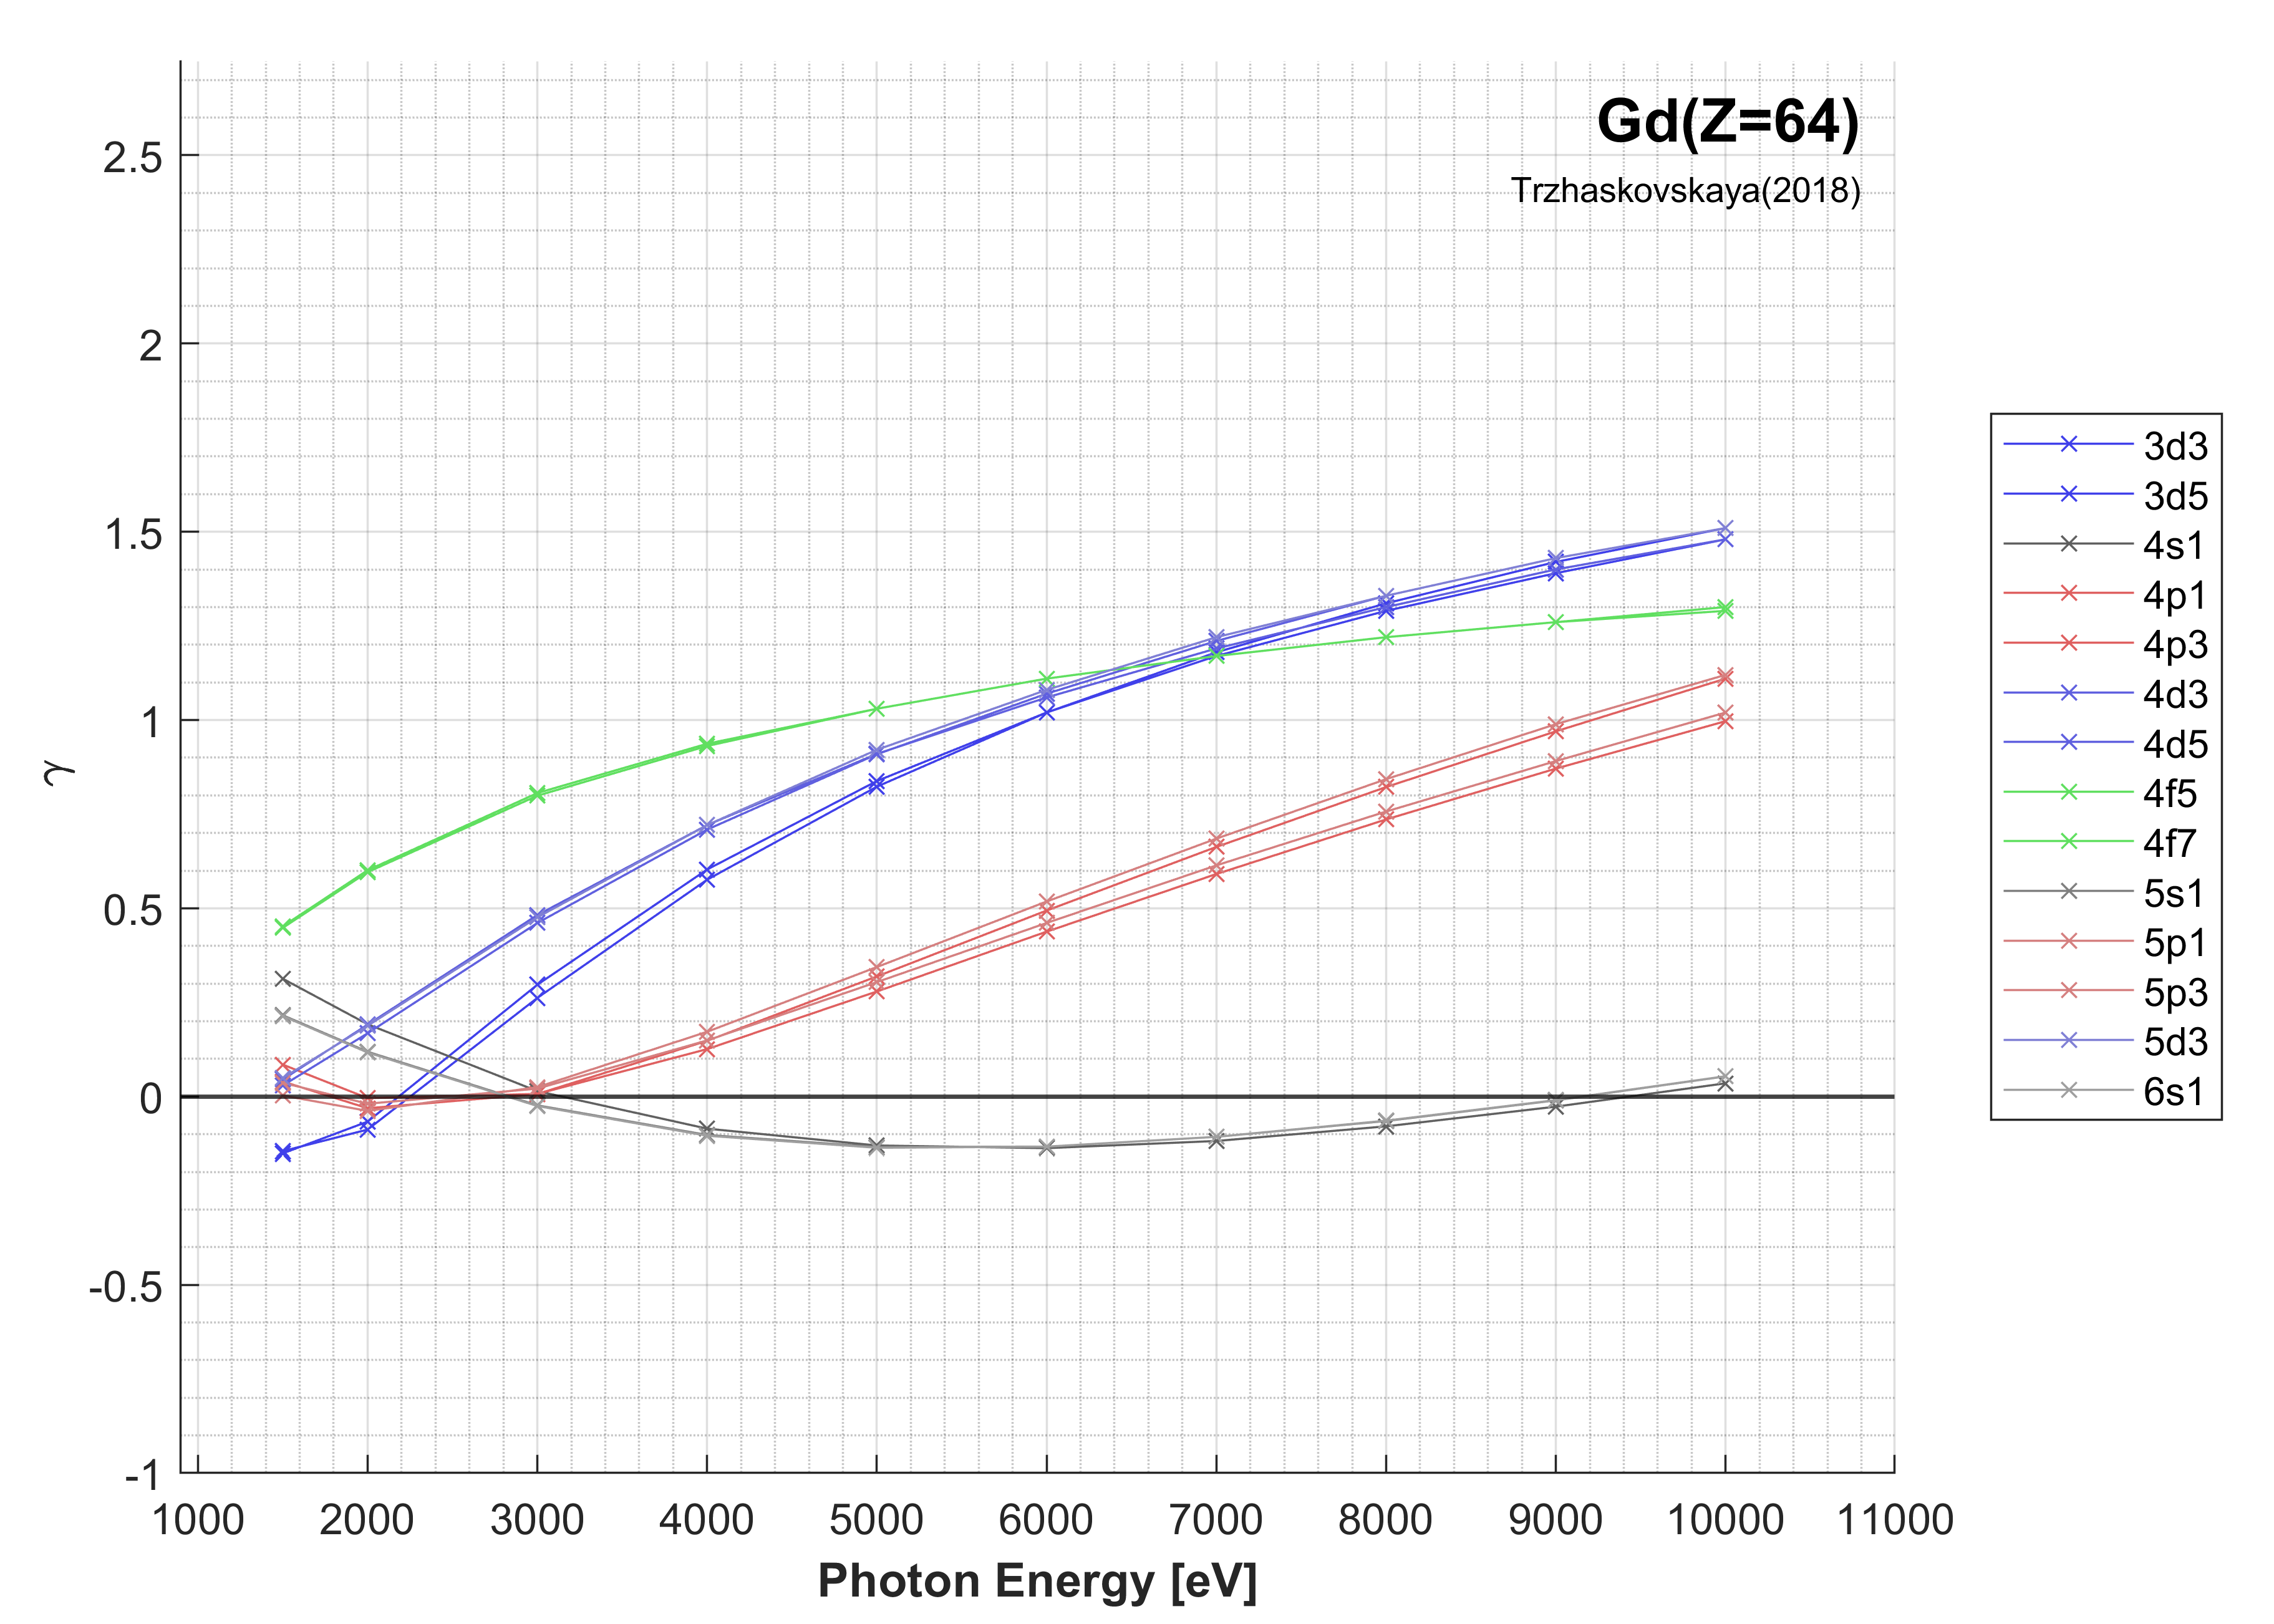 Gd(Z=64)
Trzhaskovskaya(2018)
2.5
2
1.5
1
0.5
0
-0.5
-1
γ
1000 2000 3000 4000 5000 6000 7000 8000 9000 10000 11000
Photon Energy [eV]
3d3
3d5
4s1
4p1
4p3
4d3
4d5
4f5
4f7
5s1
5p1
5p3
5d3
6s1